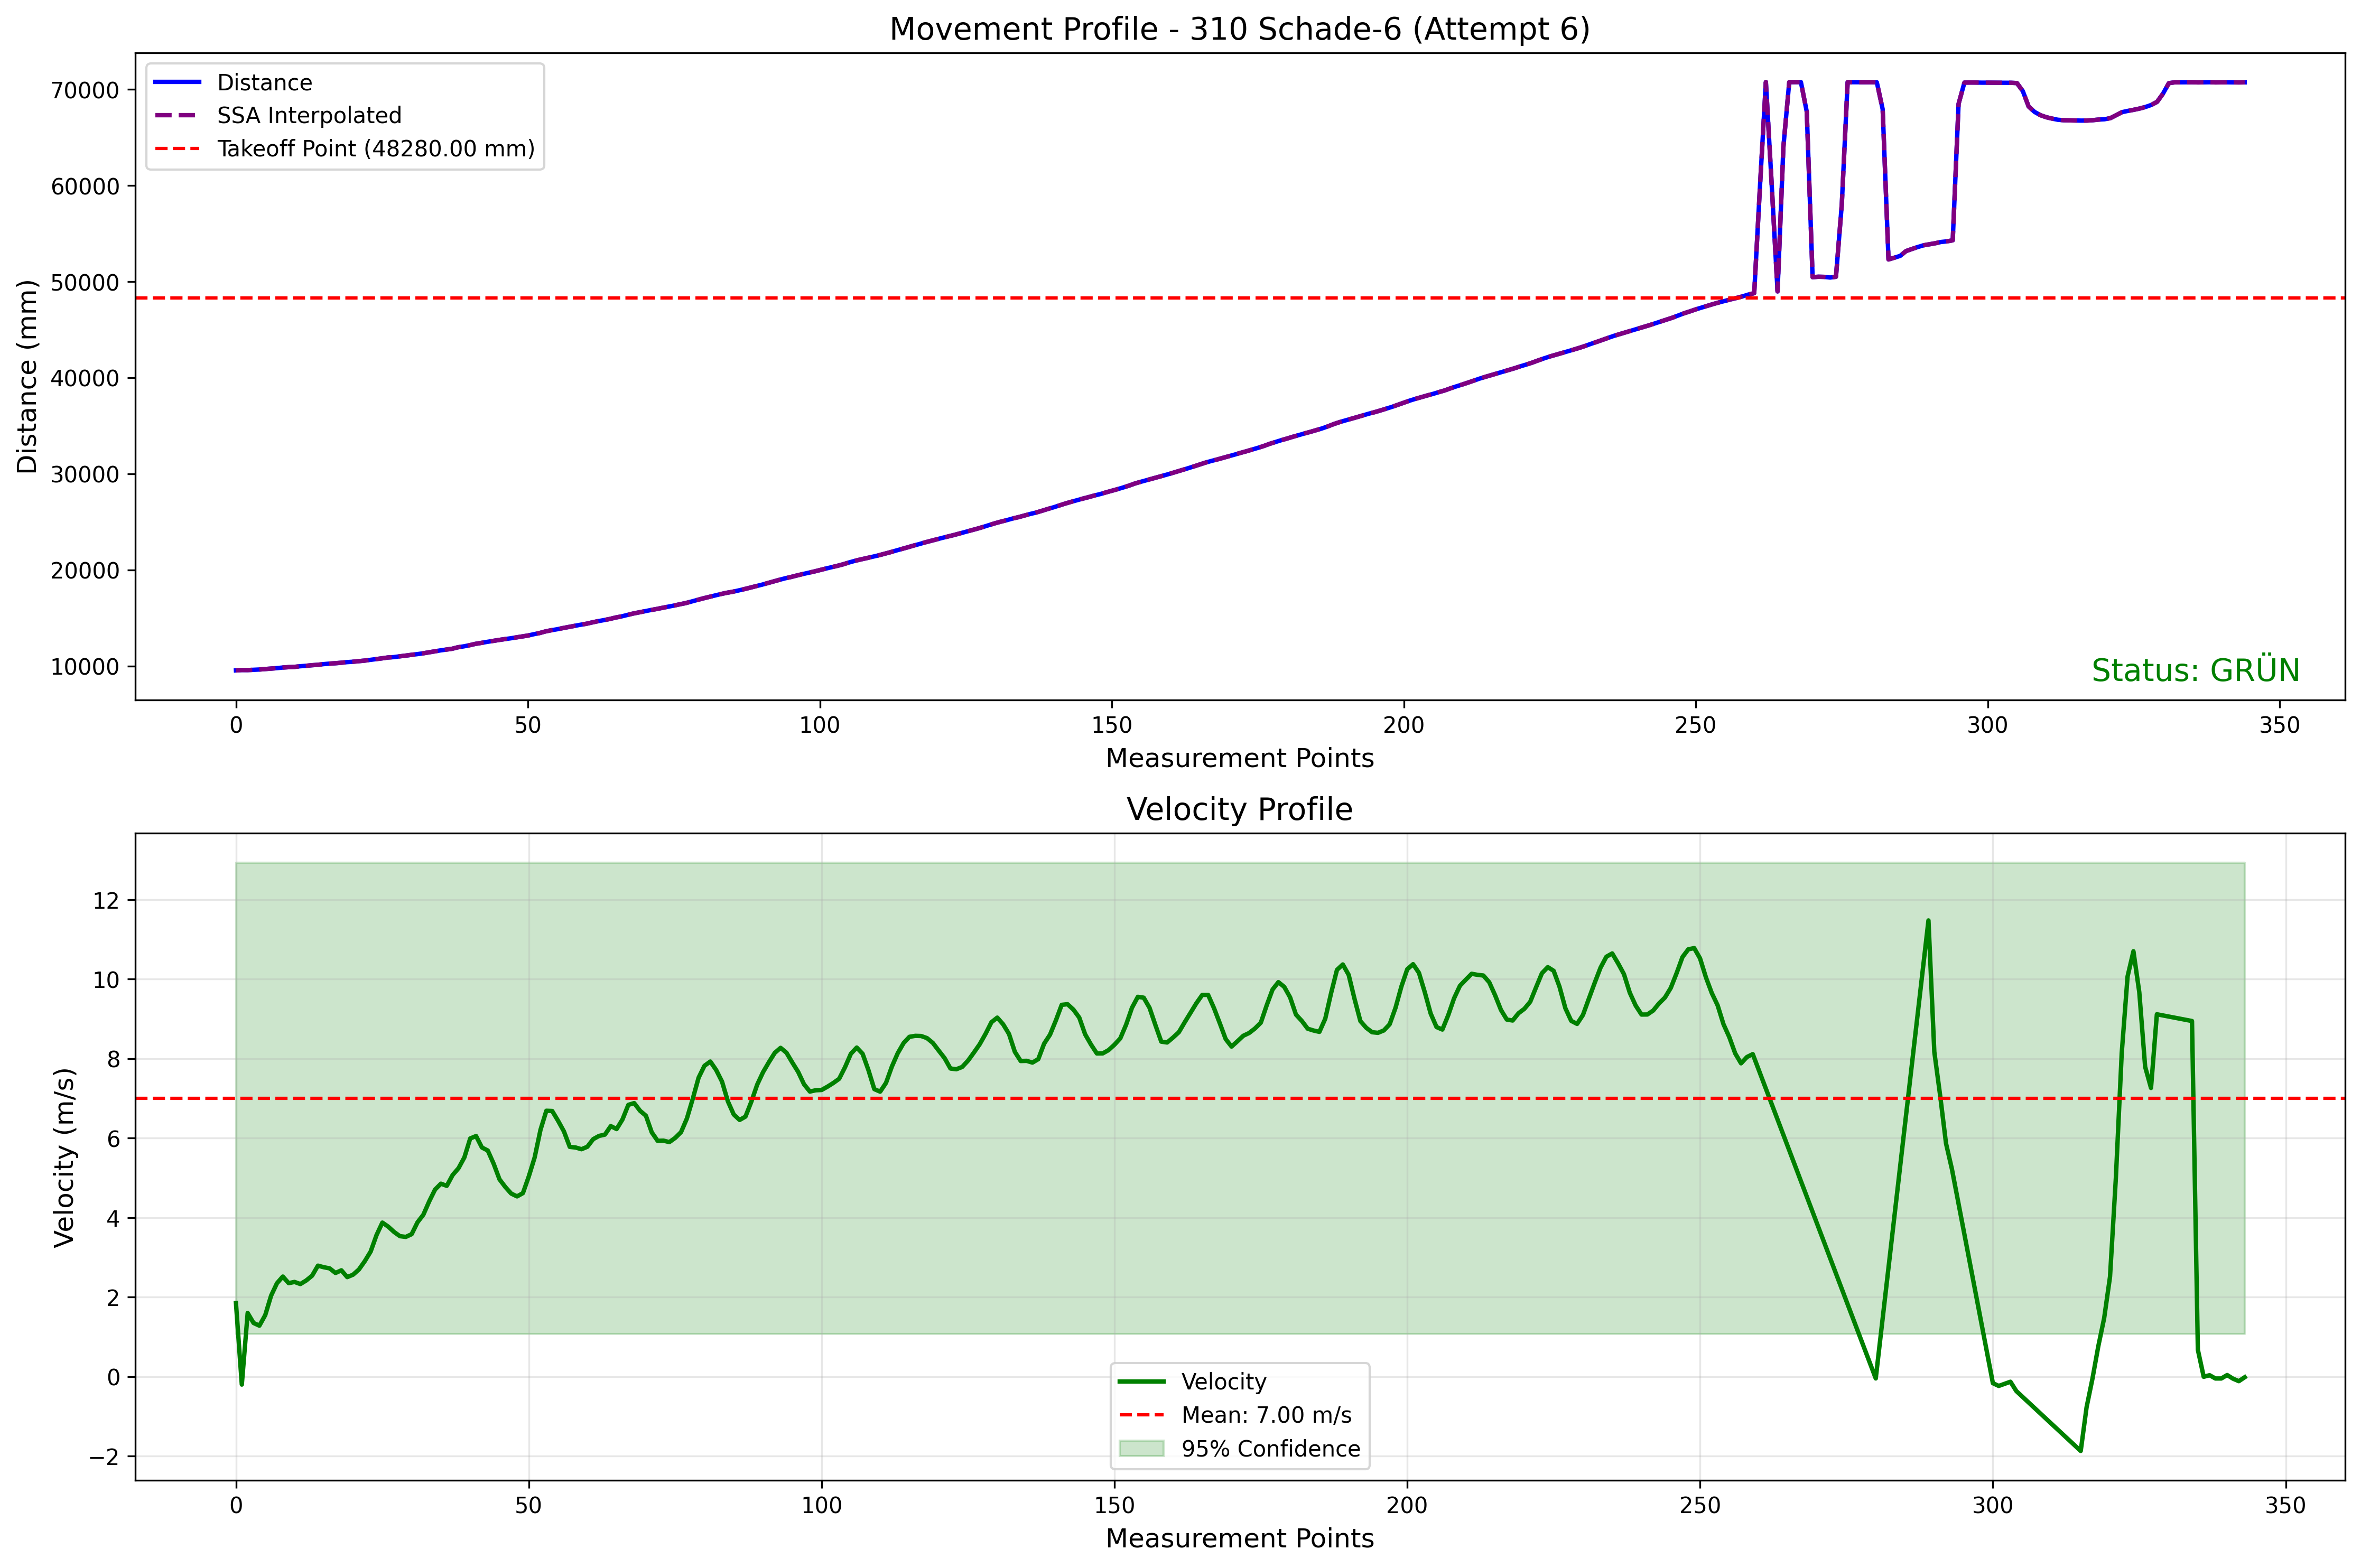 Movement Profile - 310 Schade-6 (Attempt 6)
Distance
SSA Interpolated
Takeoff Point (48280.00 mm)
Distance (mm)
70000
60000
50000
40000
30000
20000
10000
Status: GRÜN
0 50 100 150 200 250 300 350
Measurement Points
Velocity Profile
Velocity (m/s)
12
10
8
6
4
2
0
−2
Velocity
Mean: 7.00 m/s
95% Confidence
0 50 100 150 200 250 300 350
Measurement Points